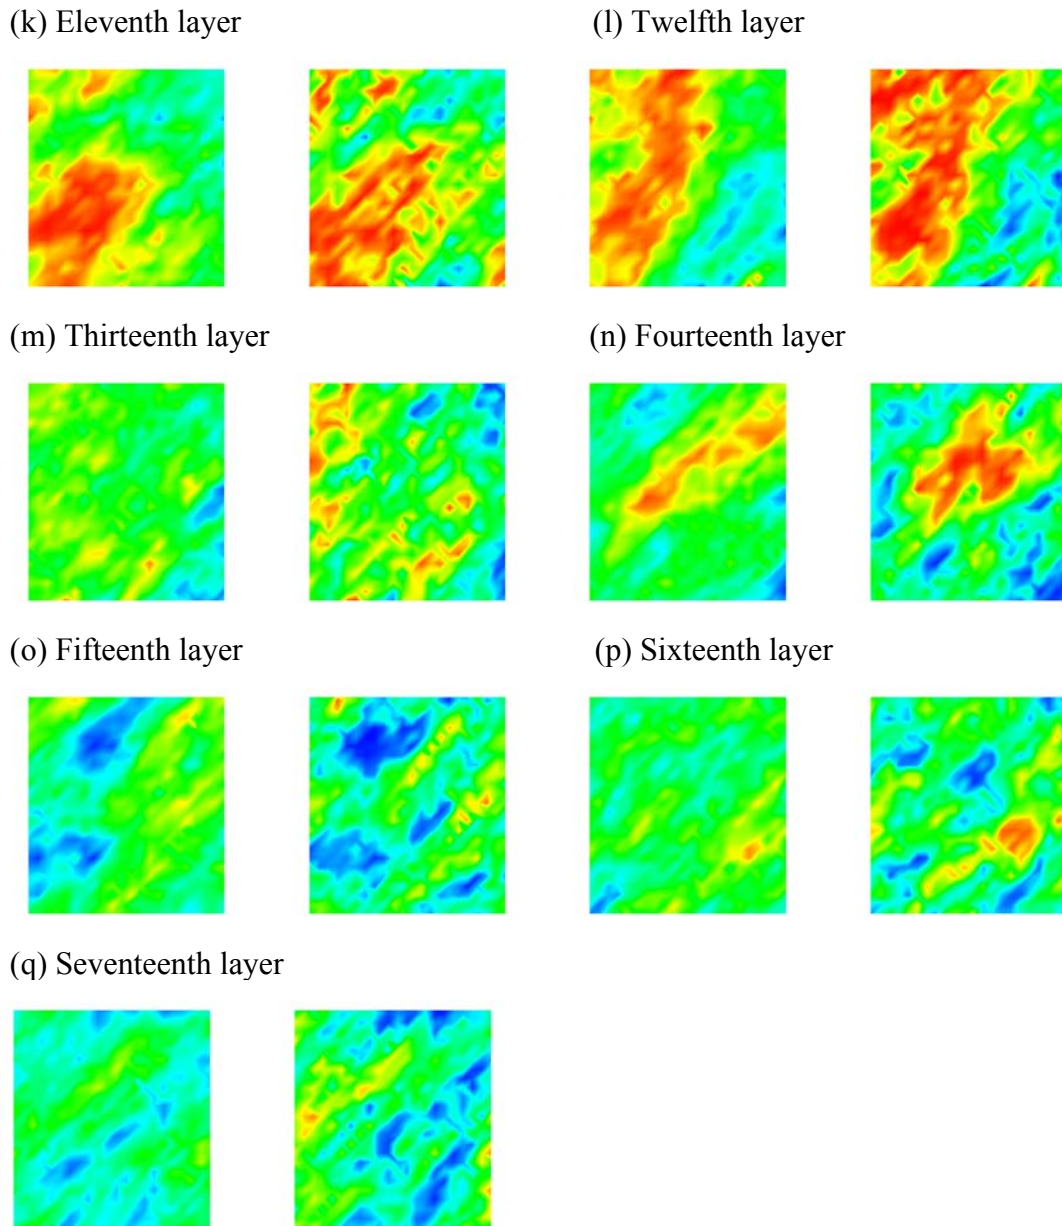 (k) Eleventh layer
(l) Twelfth layer
(m) Thirteenth layer
(n) Fourteenth layer
(o) Fifteenth layer
(p) Sixteenth layer
(q) Seventeenth layer